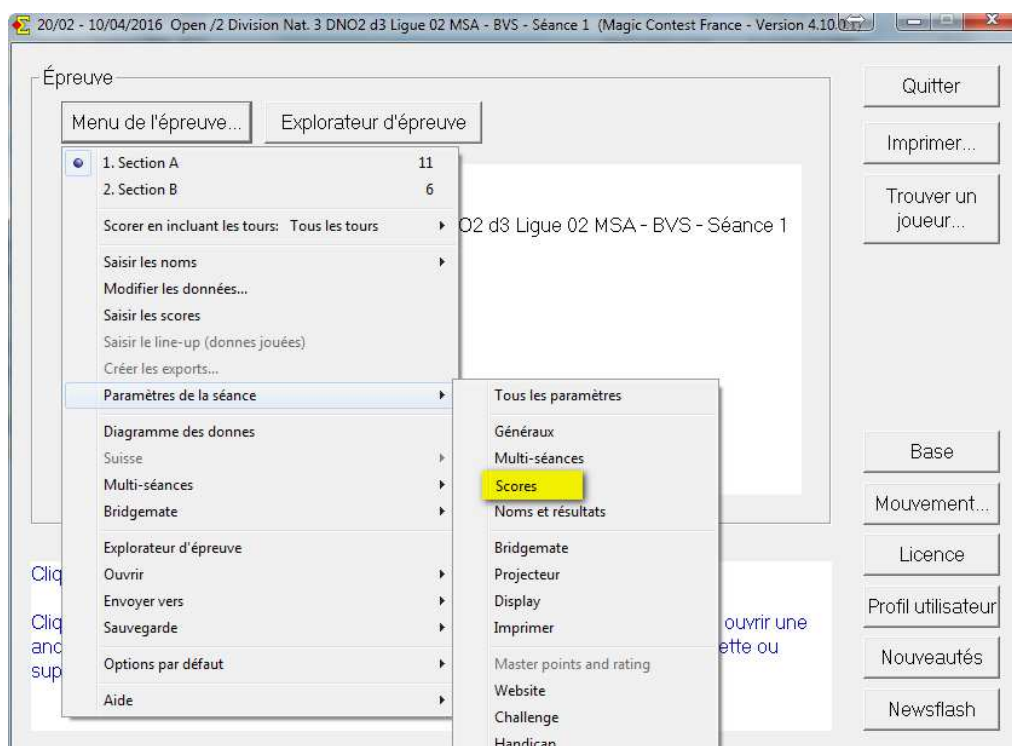 20/02 - 10/04/2016 Open /2 Division Nat. 3 DNO2 d3 Ligue 02 MSA - BVS - Séance 1 (Magic Contest France - Version 4.10.0
Épreuve
Menu de l'épreuve...
Explorateur d'épreuve
1. Section A 11
2. Section B 6
Scorer en incluant les tours: Tous les tours
O2 d3 Ligue 02 MSA - BVS - Séance 1
Saisir les noms
Modifier les données...
Saisir les scores
Saisir le line-up (donnes jouées)
Créer les exports...
Paramètres de la séance
Diagramme des donnes
Suisse
Multi-séances
Bridgemate
Explorateur d'épreuve
Ouvrir
Envoyer vers
Sauvegarde
Options par défaut
Aide
Tous les paramètres
Généraux
Multi-séances
Scores
Noms et résultats
Bridgemate
Projecteur
Display
Imprimer
Master points and rating
Website
Challenge
Handicap
Cliq
Cliq
ouvrir une
anc
ette ou
sup
Quitter
Imprimer...
Trouver un
joueur...
Base
Mouvement...
Licence
Profil utilisateur
Nouveautés
Newsflash